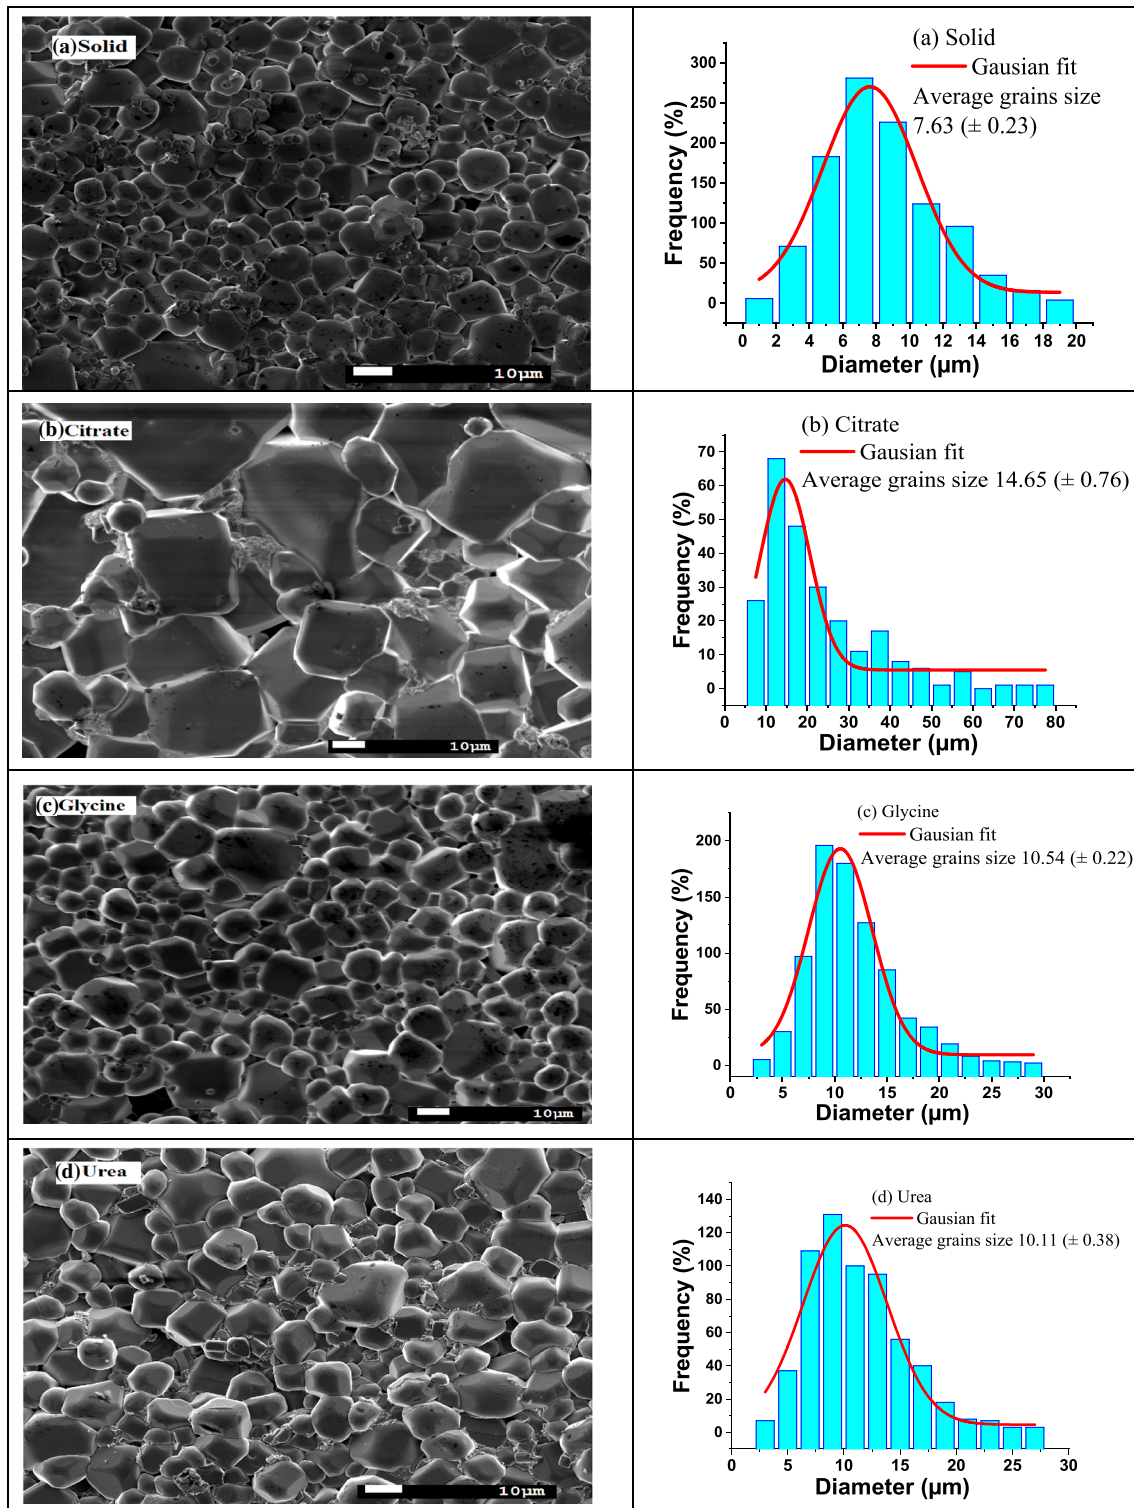 (a) Solid
10µm
(a) Solid
Gausian fit
Average grains size
7.63 (± 0.23)
Frequency (%)
300
250
200
150
100
50
0
0 2 4 6 8 10 12 14 16 18 20
Diameter (µm)
(b) Citrate
10µm
(b) Citrate
Gausian fit
Average grains size 14.65 (± 0.76)
Frequency (%)
70
60
50
40
30
20
10
0
0 10 20 30 40 50 60 70 80
Diameter (µm)
(c) Glycine
10µm
(c) Glycine
Gausian fit
Average grains size 10.54 (± 0.22)
Frequency (%)
200
150
100
50
0
0 5 10 15 20 25 30
Diameter (µm)
(d) Urea
10µm
(d) Urea
Gausian fit
Average grains size 10.11 (± 0.38)
Frequency (%)
140
120
100
80
60
40
20
0
0 5 10 15 20 25 30
Diameter (µm)